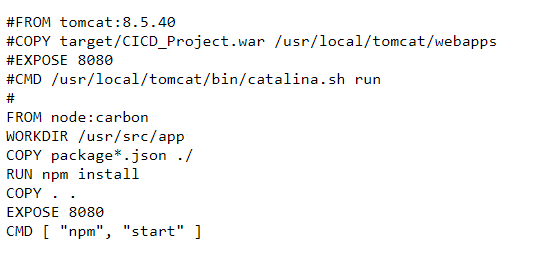 #FROM tomcat:8.5.40
#COPY target/CICD_Project.war /usr/local/tomcat/webapps
#EXPOSE 8080
#CMD /usr/local/tomcat/bin/catalina.sh run
#
FROM node:carbon
WORKDIR /usr/src/app
COPY package*.json ./
RUN npm install
COPY . .
EXPOSE 8080
CMD [ "npm", "start" ]